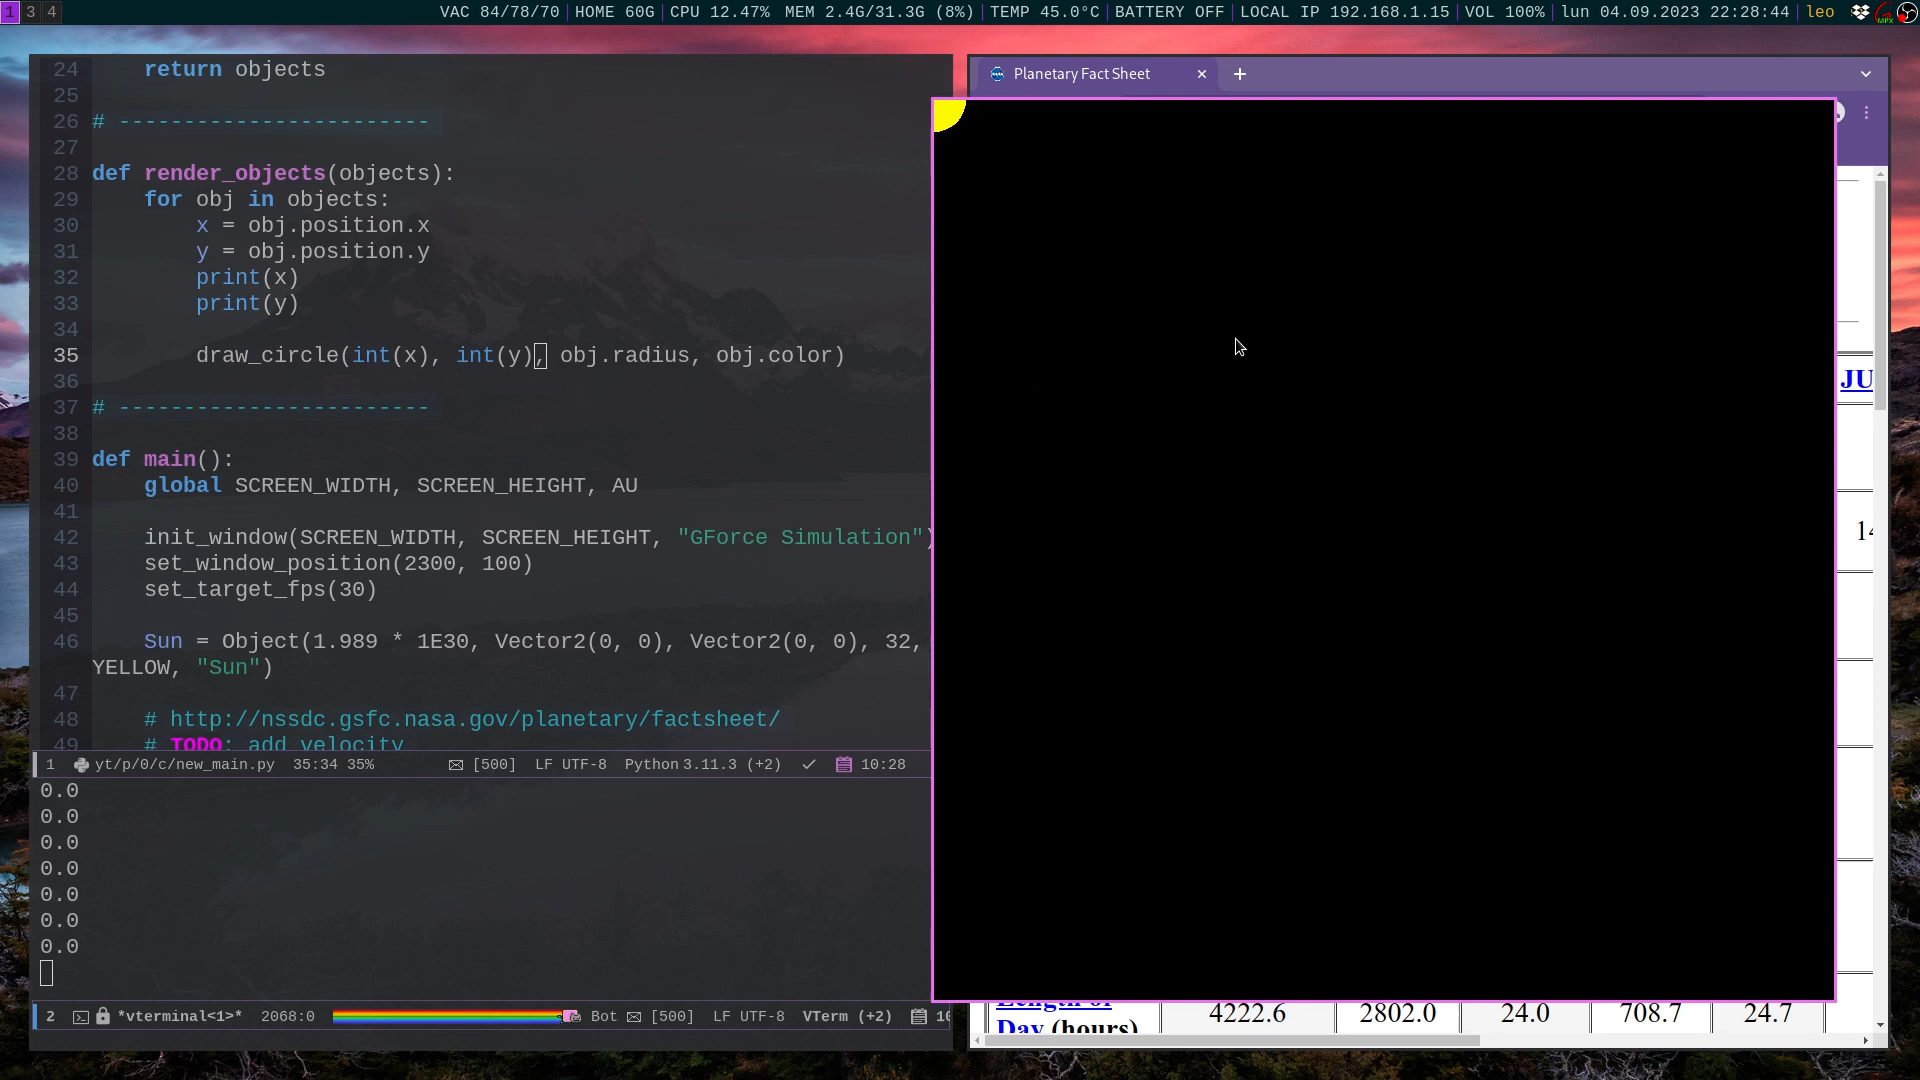 1 3 4 VAC 84/78/70 HOME 60G CPU 12.47% MEM 2.4G/31.3G (8%) TEMP 45.0°C BATTERY OFF LOCAL IP 192.168.1.15 VOL 100% lun 04.09.2023 22:28:44 leo
24 return objects
25
26 # ------------------------
27
28 def render_objects(objects):
29 for obj in objects:
30 x = obj.position.x
31 y = obj.position.y
32 print(x)
33 print(y)
34
35 draw_circle(int(x), int(y), obj.radius, obj.color)
36
37 # ------------------------
38
39 def main():
40 global SCREEN_WIDTH, SCREEN_HEIGHT, AU
41
42 init_window(SCREEN_WIDTH, SCREEN_HEIGHT, "GForce Simulation")
43 set_window_position(2300, 100)
44 set_target_fps(30)
45
46 Sun = Object(1.989 * 1E30, Vector2(0, 0), Vector2(0, 0), 32,
YELLOW, "Sun")
47
48 # http://nssdc.gsfc.nasa.gov/planetary/factsheet/
49 # TODO: add velocity
1 yt/p/0/c/new_main.py 35:34 35% [500] LF UTF-8 Python 3.11.3 (+2) 10:28
0.0
0.0
0.0
0.0
0.0
0.0
0.0
2 *vterminal<1>* 2068:0 Bot [500] LF UTF-8 VTerm (+2)
Planetary Fact Sheet
JU
14
Length of
Day (hours) 4222.6 2802.0 24.0 708.7 24.7